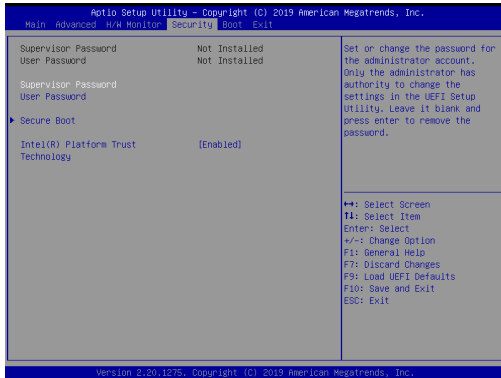 Aptio Setup Utility - Copyright (C) 2019 American Megatrends, Inc.
Main Advanced H/W Monitor Security Boot Exit
Supervisor Password Not Installed
User Password Not Installed
Supervisor Password
User Password
Secure Boot
Intel(R) Platform Trust [Enabled]
Technology
Set or change the password for
the administrator account.
Only the administrator has
authority to change the
settings in the UEFI Setup
Utility. Leave it blank and
press enter to remove the
password.
↔: Select Screen
↑↓: Select Item
Enter: Select
+/-: Change Option
F1: General Help
F7: Discard Changes
F9: Load UEFI Defaults
F10: Save and Exit
ESC: Exit
Version 2.20.1275. Copyright (C) 2019 American Megatrends, Inc.